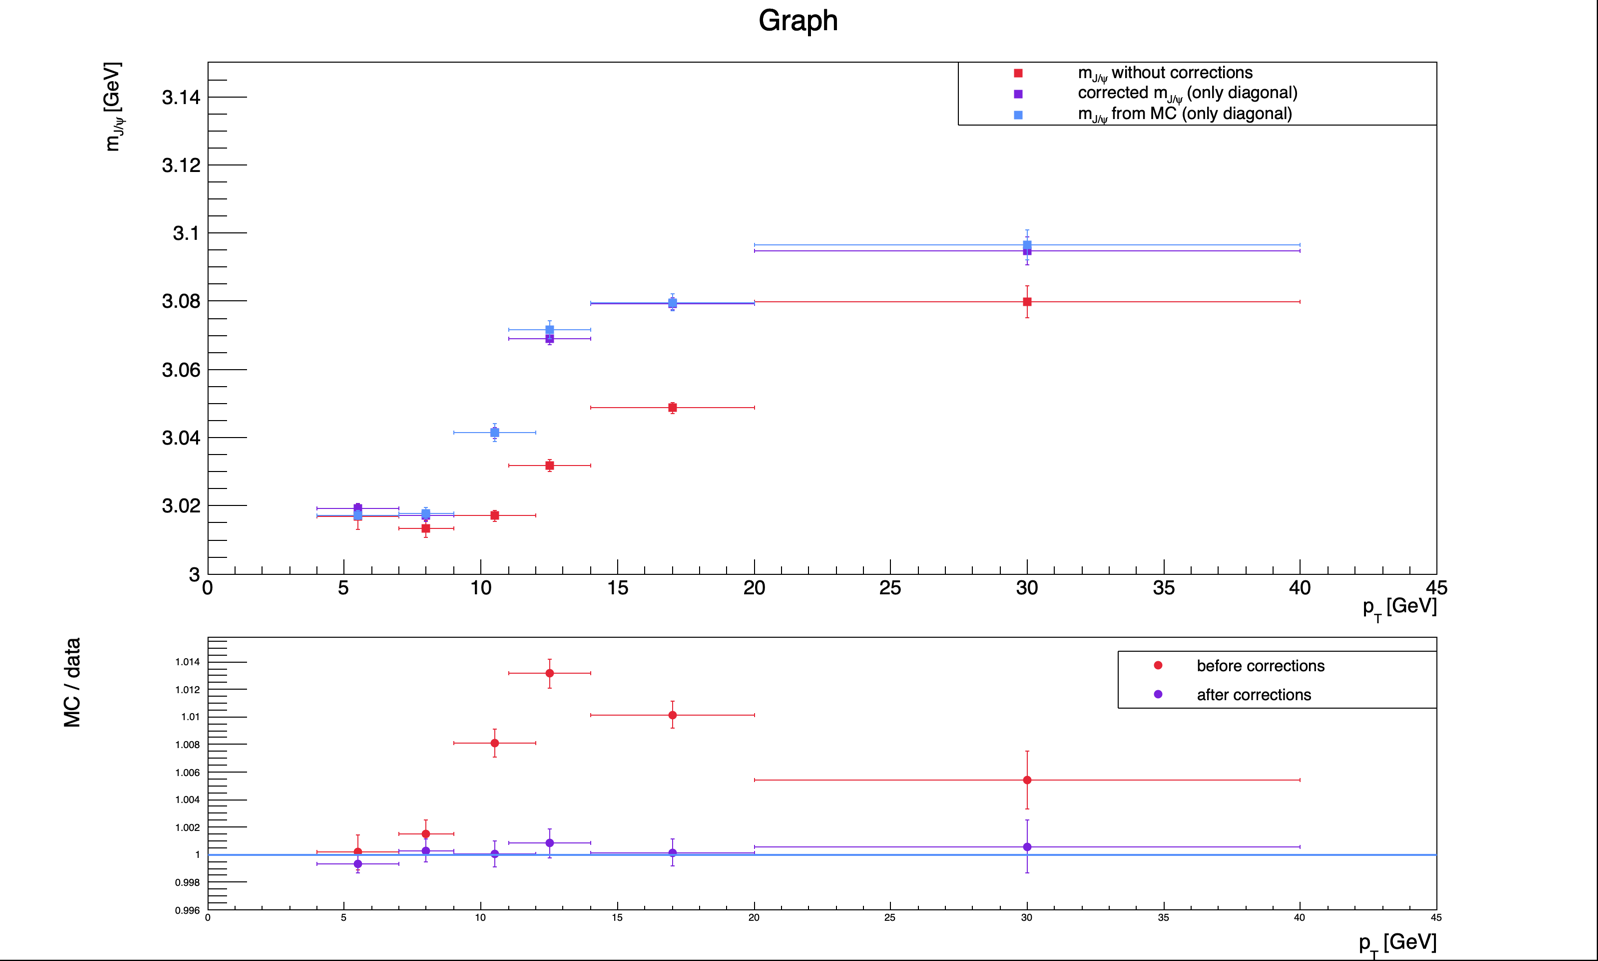 Graph
m_J/ψ [GeV]
m_J/ψ without corrections
corrected m_J/ψ (only diagonal)
m_J/ψ from MC (only diagonal)
3.14
3.12
3.1
3.08
3.06
3.04
3.02
3
0 5 10 15 20 25 30 35 40 45
p_T [GeV]
MC / data
before corrections
after corrections
1.014
1.012
1.01
1.008
1.006
1.004
1.002
1
0.998
0.996
0 5 10 15 20 25 30 35 40 45
p_T [GeV]